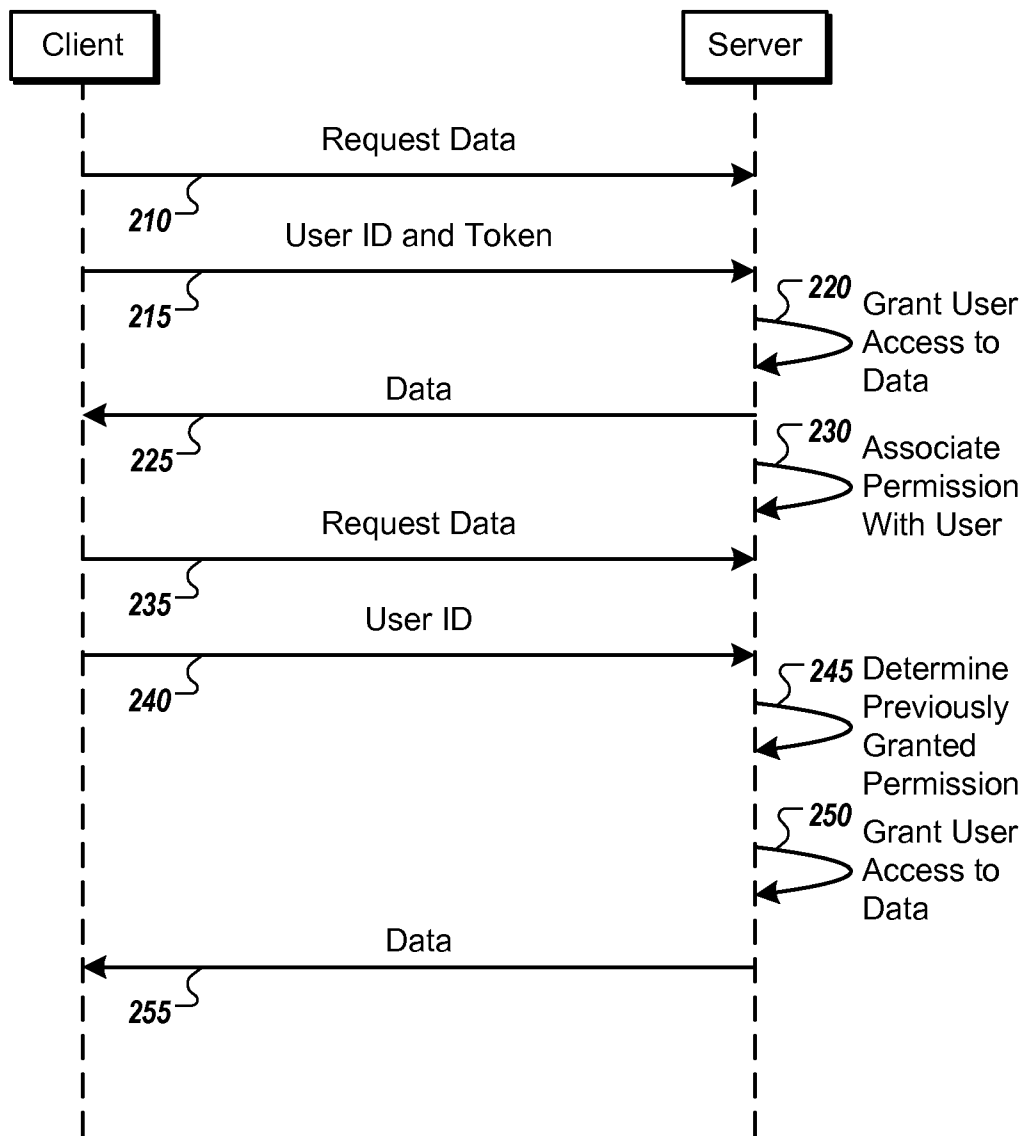 Client
Server
Request Data
210
User ID and Token
215
220
Grant User
Access to
Data
Data
225
230
Associate
Permission
With User
Request Data
235
User ID
240
245
Determine
Previously
Granted
Permission
250
Grant User
Access to
Data
Data
255